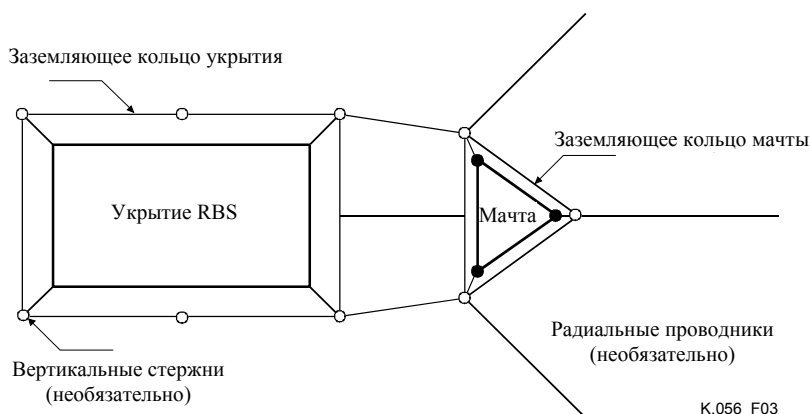 Заземляющее кольцо укрытия
Заземляющее кольцо мачты
Укрытие RBS
Мачта
Радиальные проводники
(необязательно)
Вертикальные стержни
(необязательно)
K.056_F03